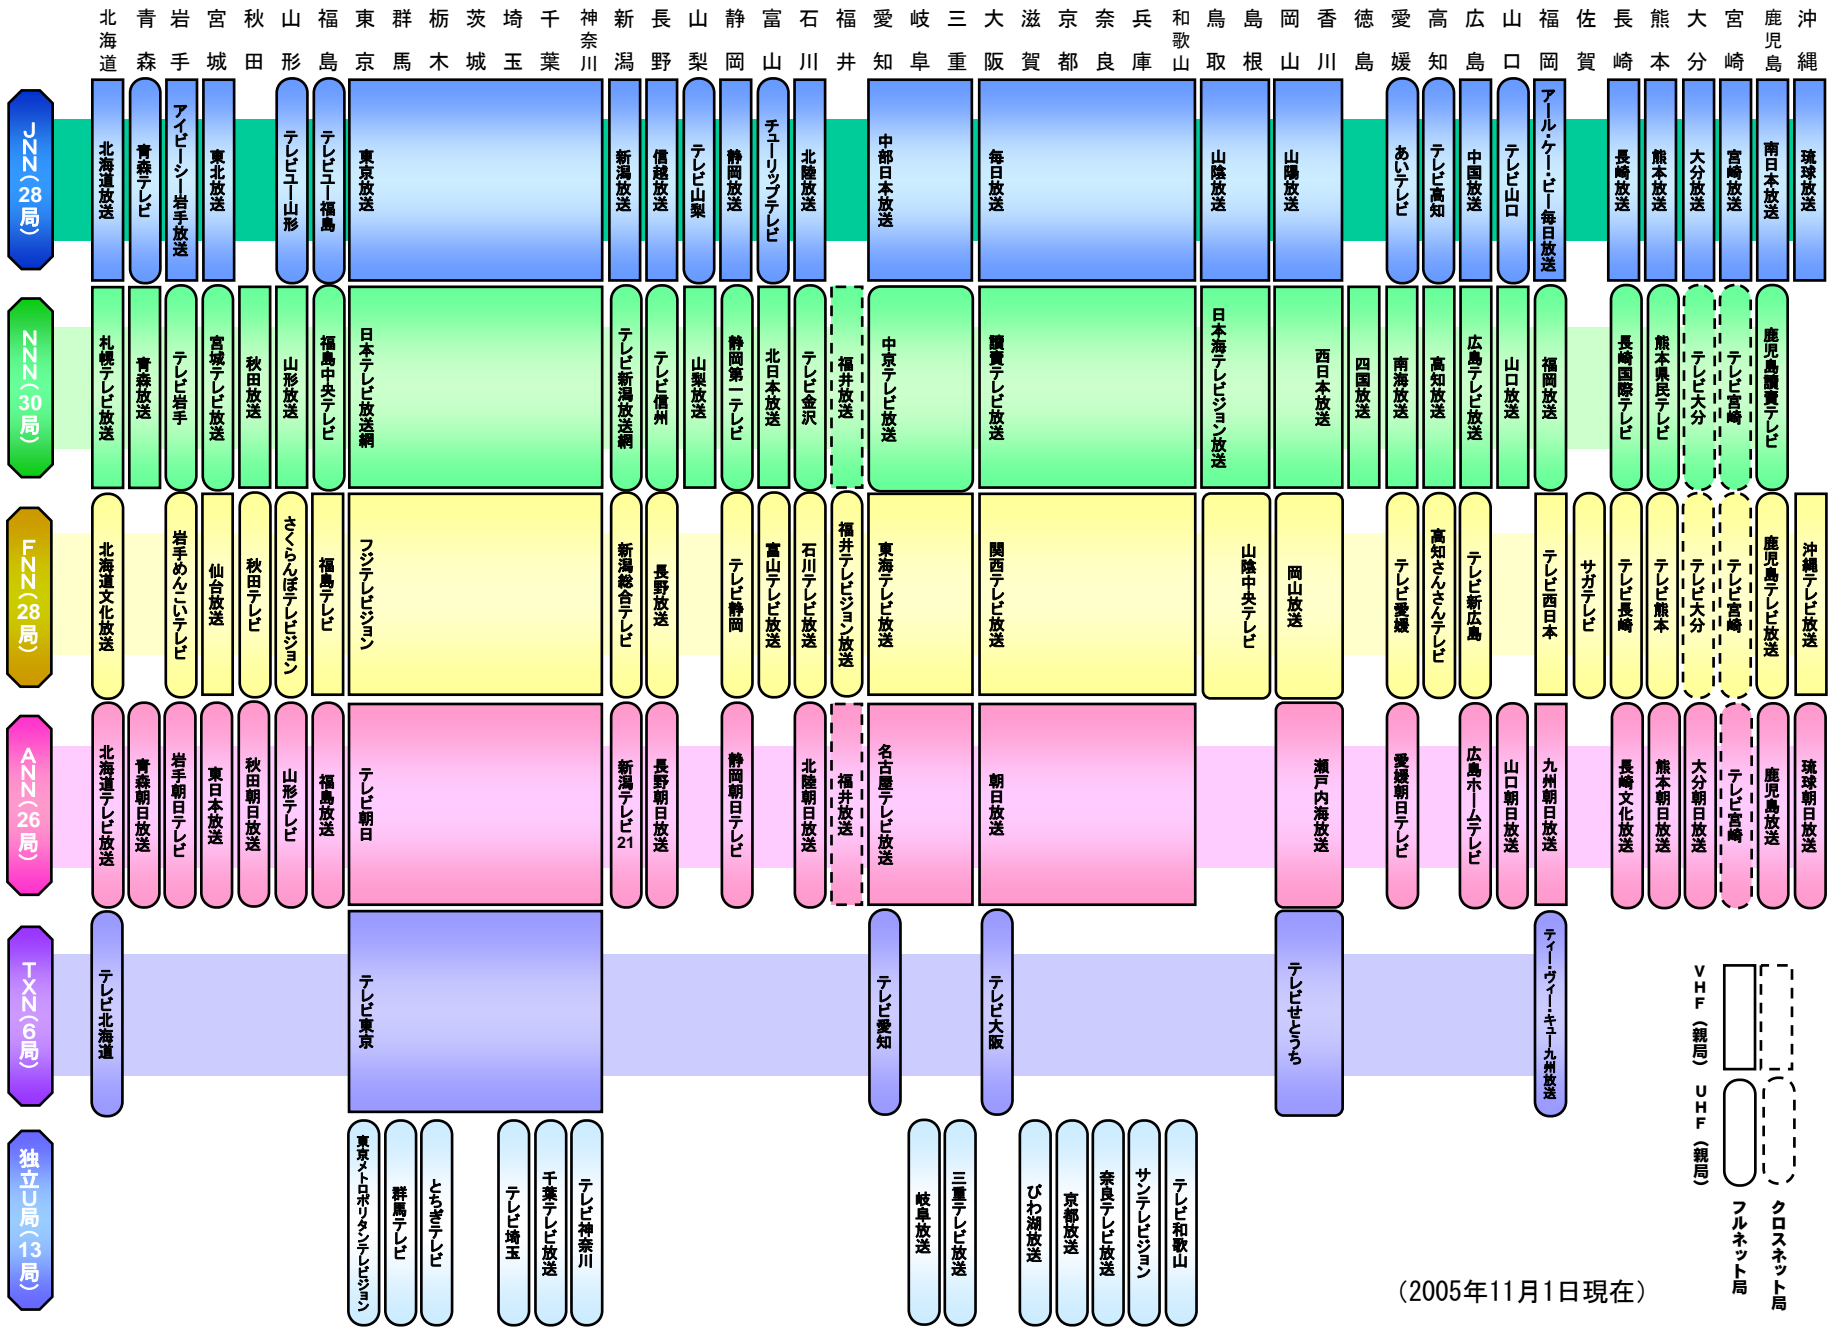 北海道
青森
岩手
宮城
秋田
山形
福島
東京
群馬
栃木
茨城
埼玉
千葉
神奈川
新潟
長野
山梨
静岡
富山
石川
福井
愛知
岐阜
三重
大阪
滋賀
京都
奈良
兵庫
和歌山
鳥取
島根
岡山
香川
徳島
愛媛
高知
広島
山口
福岡
佐賀
長崎
熊本
大分
宮崎
鹿児島
沖縄
JNN(28局)
北海道放送
青森テレビ
アイビーシー岩手放送
東北放送
テレビユー山形
テレビユー福島
東京放送
新潟放送
信越放送
テレビ山梨
静岡放送
チューリップテレビ
北陸放送
中部日本放送
毎日放送
山陰放送
山陽放送
あいテレビ
テレビ高知
中国放送
テレビ山口
アール・ケー・ビー毎日放送
長崎放送
熊本放送
大分放送
宮崎放送
南日本放送
琉球放送
NNN(30局)
札幌テレビ放送
青森放送
テレビ岩手
宮城テレビ放送
秋田放送
山形放送
福島中央テレビ
日本テレビ放送網
テレビ新潟放送網
テレビ信州
山梨放送
静岡第一テレビ
北日本放送
テレビ金沢
福井放送
中京テレビ放送
讀賣テレビ放送
日本海テレビジョン放送
西日本放送
四国放送
南海放送
高知放送
広島テレビ放送
山口放送
福岡放送
長崎国際テレビ
熊本県民テレビ
テレビ大分
テレビ宮崎
鹿児島讀賣テレビ
FNN(28局)
北海道文化放送
岩手めんこいテレビ
仙台放送
秋田テレビ
さくらんぼテレビジョン
福島テレビ
フジテレビジョン
新潟総合テレビ
長野放送
テレビ静岡
富山テレビ放送
石川テレビ放送
福井テレビジョン放送
東海テレビ放送
関西テレビ放送
山陰中央テレビ
岡山放送
テレビ愛媛
高知さんさんテレビ
テレビ新広島
テレビ西日本
サガテレビ
テレビ長崎
テレビ熊本
テレビ大分
テレビ宮崎
鹿児島テレビ放送
沖縄テレビ放送
ANN(26局)
北海道テレビ放送
青森朝日放送
岩手朝日テレビ
東日本放送
秋田朝日放送
山形テレビ
福島放送
テレビ朝日
新潟テレビ21
長野朝日放送
静岡朝日テレビ
北陸朝日放送
福井放送
名古屋テレビ放送
朝日放送
瀬戸内海放送
愛媛朝日テレビ
広島ホームテレビ
山口朝日放送
九州朝日放送
長崎文化放送
熊本朝日放送
大分朝日放送
テレビ宮崎
鹿児島放送
琉球朝日放送
TXN(6局)
テレビ北海道
テレビ東京
テレビ愛知
テレビ大阪
テレビせとうち
ティー・ヴィー・キュー九州放送
独立U局(13局)
東京メトロポリタンテレビジョン
群馬テレビ
とちぎテレビ
テレビ埼玉
千葉テレビ放送
テレビ神奈川
岐阜放送
三重テレビ放送
びわ湖放送
京都放送
奈良テレビ放送
サンテレビジョン
テレビ和歌山
VHF(親局)
UHF(親局)
フルネット局
クロスネット局
(2005年11月1日現在)